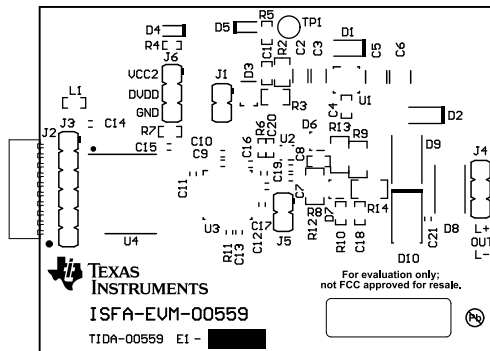 D4
R4
D5
R5
TP1
J6
VCC2
DVDD
GND
J1
D3
C1
R2
C2
C3
D1
C5
C6
R3
C4
U1
L1
C14
J2
J3
R7
C15
C10
C9
C16
R6
C20
U2
D6
R13
R9
D2
D9
J4
C11
C19
C8
C7
R8
R12
D7
R14
U4
U3
R11
C13
C12
C17
J5
R10
C18
D10
C21
D8
L+
OUT
L-
TEXAS
INSTRUMENTS
For evaluation only;
not FCC approved for resale.
ISFA-EVM-00559
TIDA-00559 E1 -
Pb